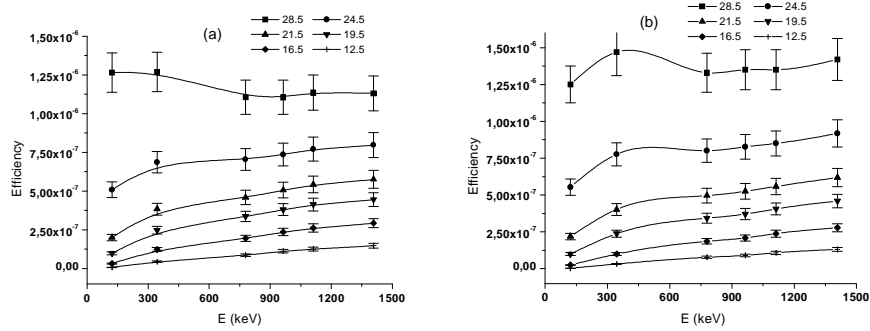 (a)
28.5 24.5
21.5 19.5
16.5 12.5
1,50x10-6
1,25x10-6
1,00x10-6
7,50x10-7
5,00x10-7
2,50x10-7
0,00
Efficiency
0 300 600 900 1200 1500
E (keV)
(b)
28.5 24.5
21.5 19.5
16.5 12.5
1,50x10-6
1,25x10-6
1,00x10-6
7,50x10-7
5,00x10-7
2,50x10-7
0,00
Efficiency
0 300 600 900 1200 1500
E (keV)